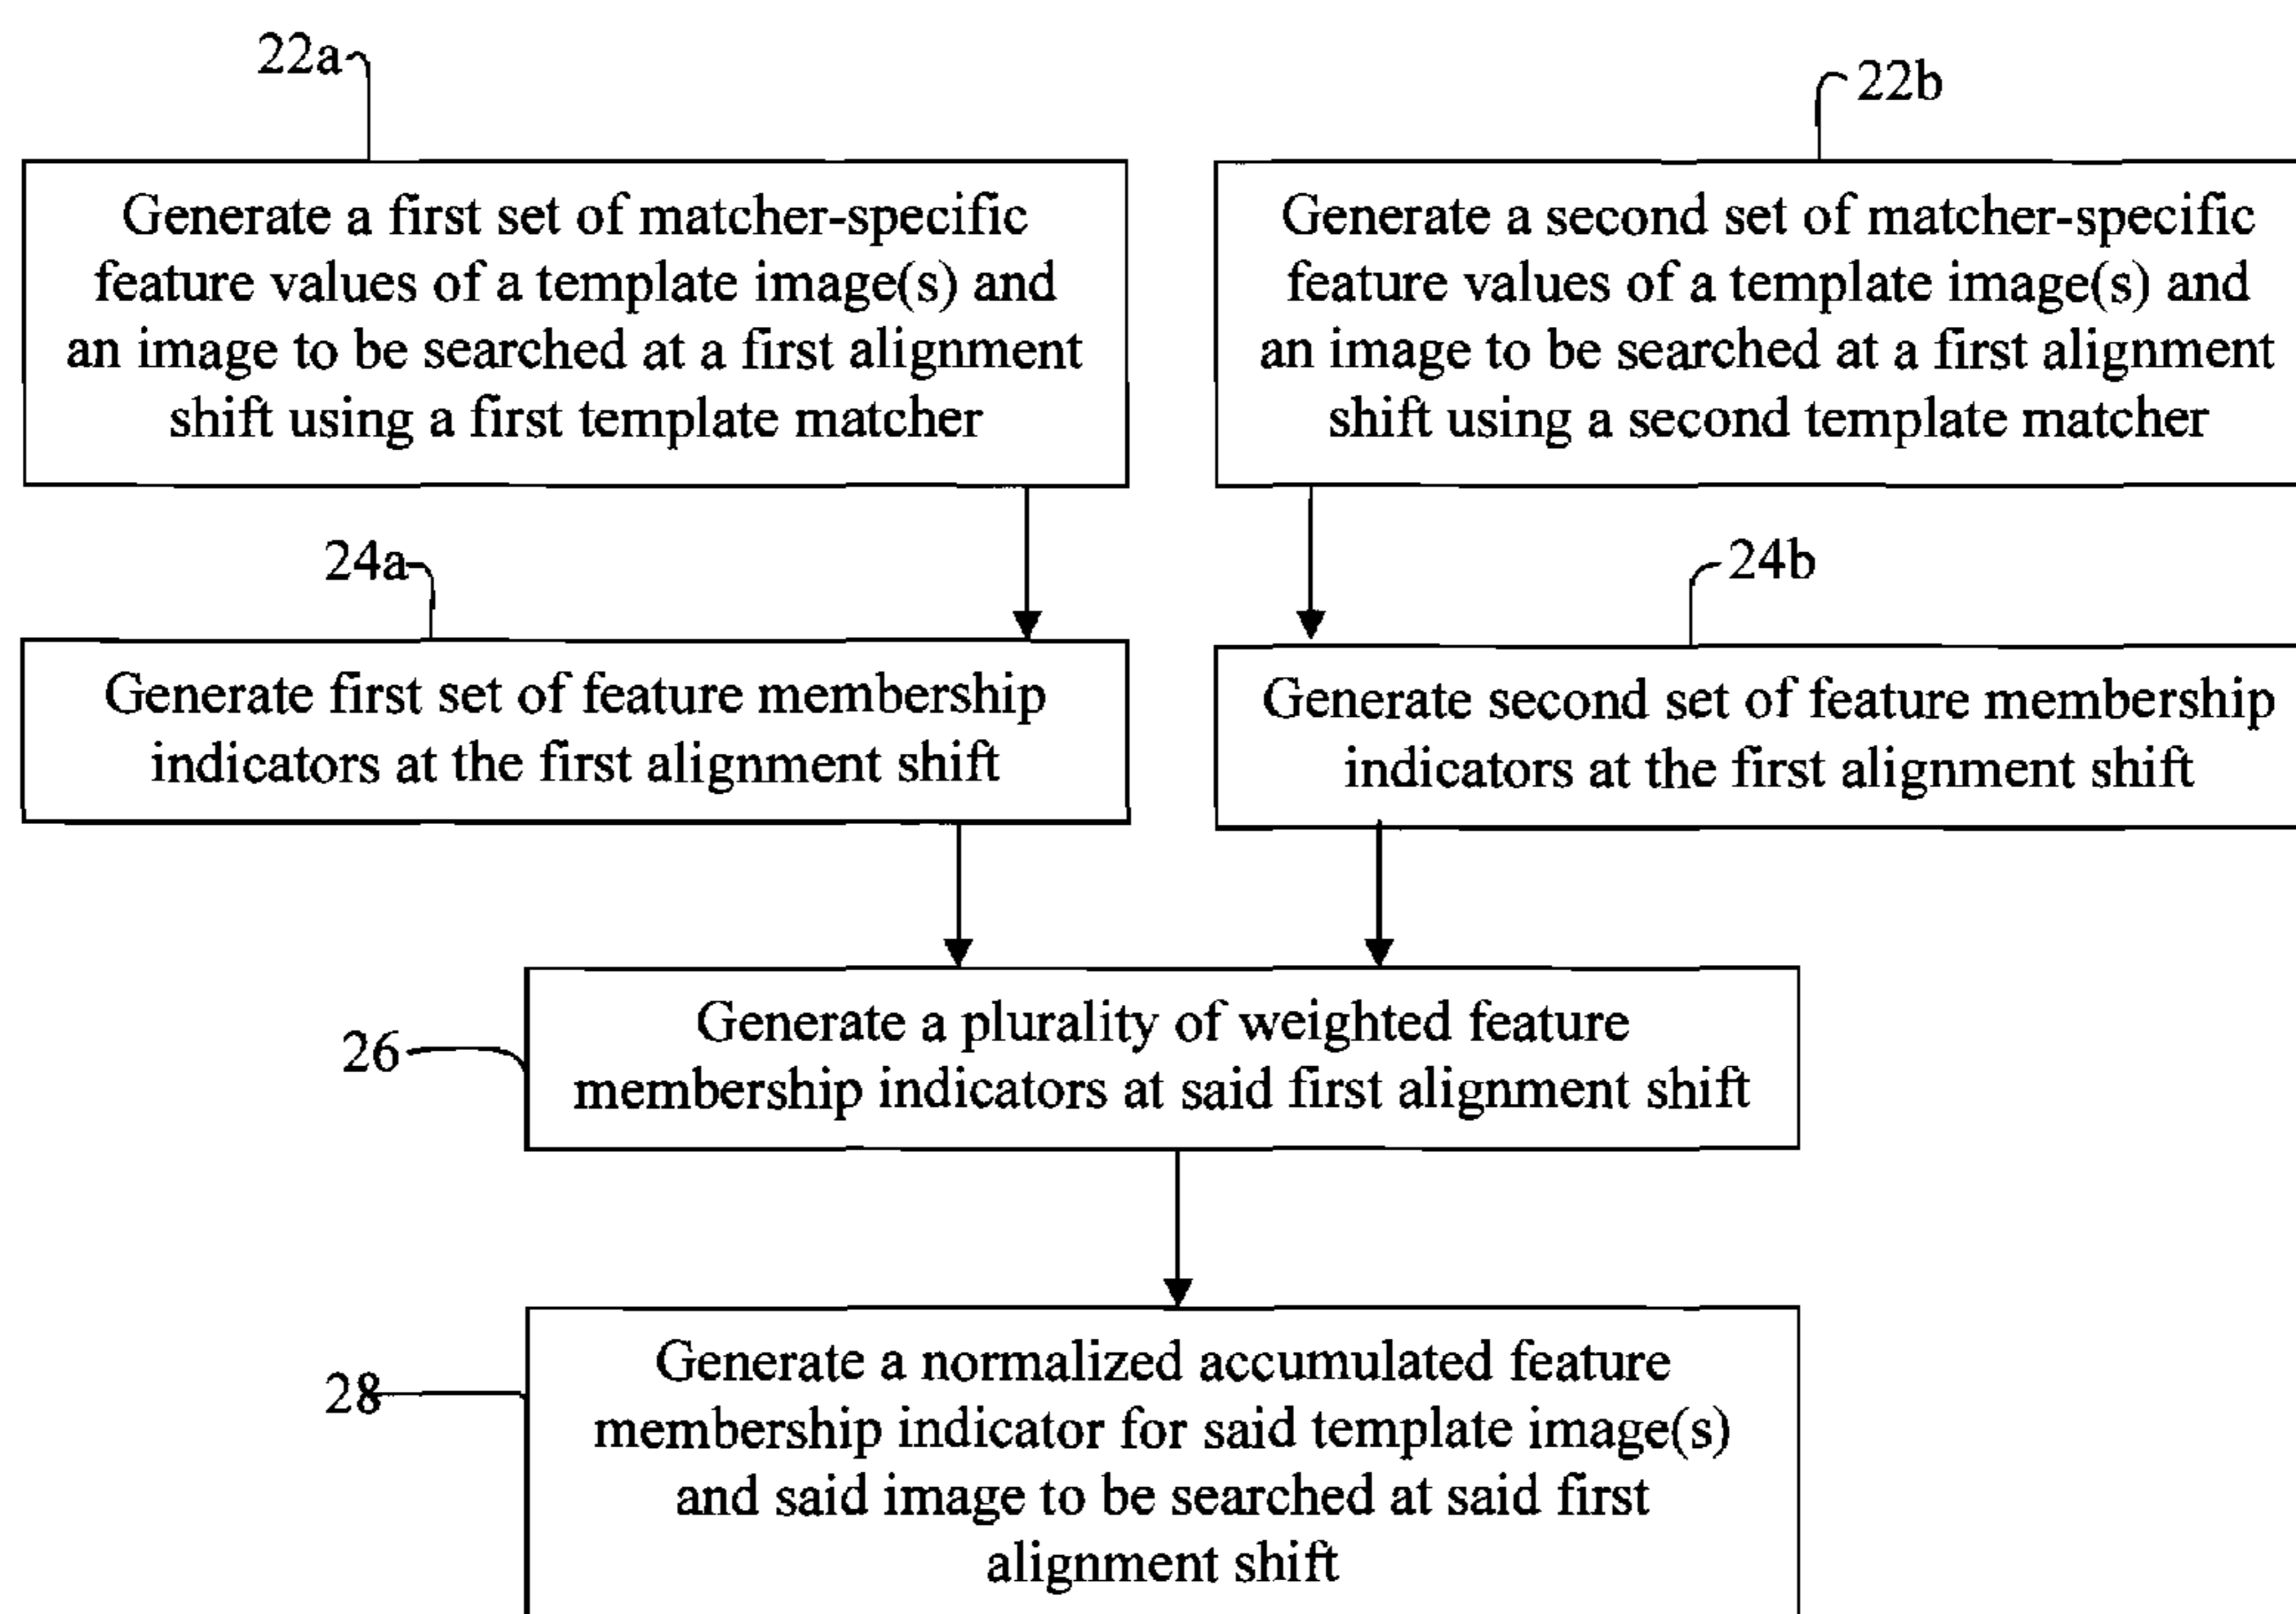 22a
22b
Generate a first set of matcher-specific
feature values of a template image(s) and
an image to be searched at a first alignment
shift using a first template matcher
Generate a second set of matcher-specific
feature values of a template image(s) and
an image to be searched at a first alignment
shift using a second template matcher
24a
24b
Generate first set of feature membership
indicators at the first alignment shift
Generate second set of feature membership
indicators at the first alignment shift
26
Generate a plurality of weighted feature
membership indicators at said first alignment shift
28
Generate a normalized accumulated feature
membership indicator for said template image(s)
and said image to be searched at said first
alignment shift